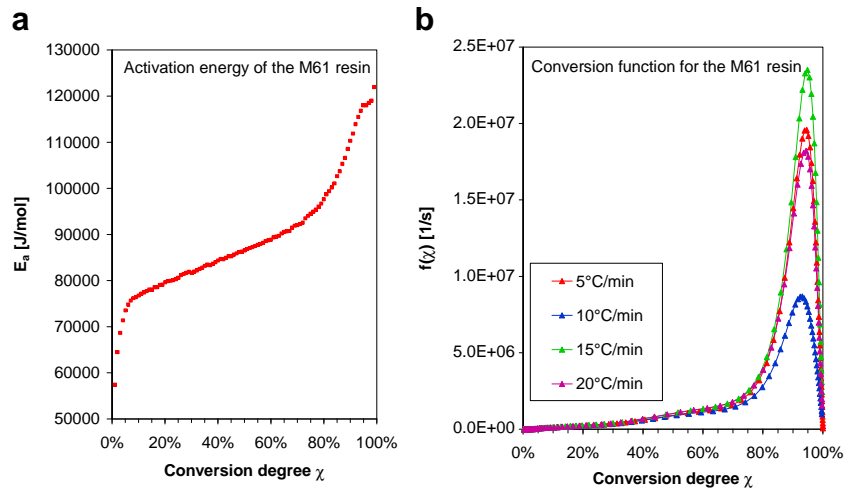 a
Activation energy of the M61 resin
130000
120000
110000
100000
90000
80000
70000
60000
50000
0% 20% 40% 60% 80% 100%
Eₐ [J/mol]
Conversion degree χ
b
Conversion function for the M61 resin
2.5E+07
2.0E+07
1.5E+07
1.0E+07
5.0E+06
0.0E+00
0% 20% 40% 60% 80% 100%
f(χ) [1/s]
Conversion degree χ
5°C/min
10°C/min
15°C/min
20°C/min